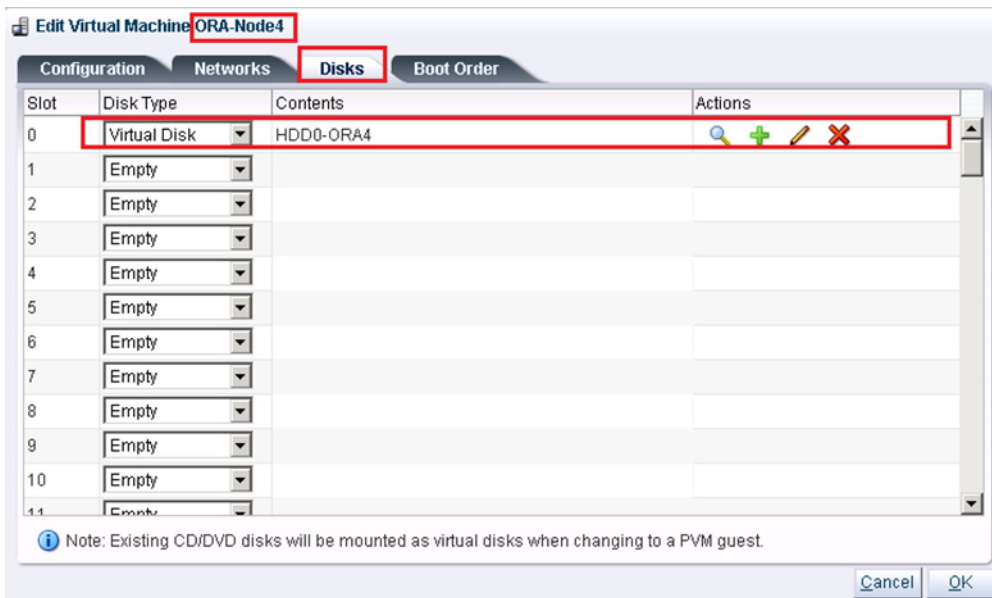 Edit Virtual Machine ORA-Node4
Configuration Networks Disks Boot Order
Slot Disk Type Contents Actions
0 Virtual Disk HDD0-ORA4
1 Empty
2 Empty
3 Empty
4 Empty
5 Empty
6 Empty
7 Empty
8 Empty
9 Empty
10 Empty
11 Empty
Note: Existing CD/DVD disks will be mounted as virtual disks when changing to a PVM guest.
Cancel OK